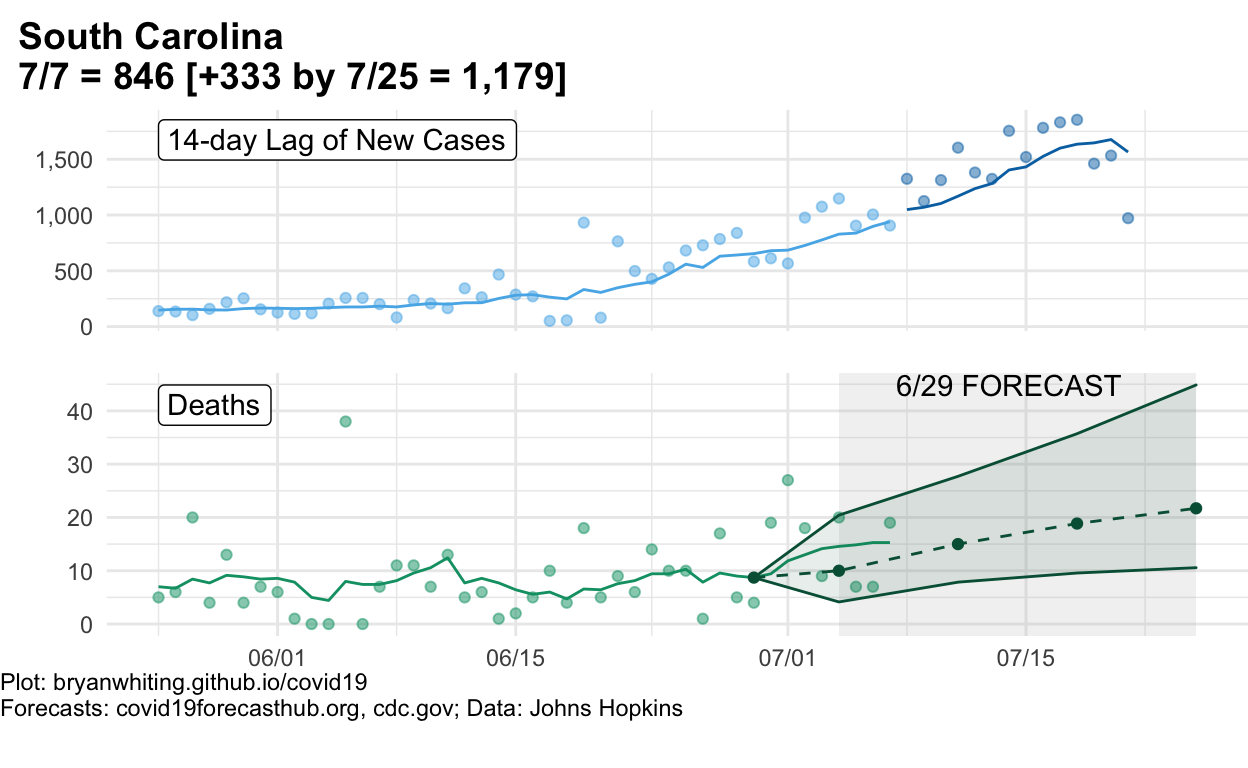 South Carolina
7/7 = 846 [+333 by 7/25 = 1,179]
14-day Lag of New Cases
1,500
1,000
500
0
6/29 FORECAST
Deaths
40
30
20
10
0
06/01 06/15 07/01 07/15
Plot: bryanwhiting.github.io/covid19
Forecasts: covid19forecasthub.org, cdc.gov; Data: Johns Hopkins